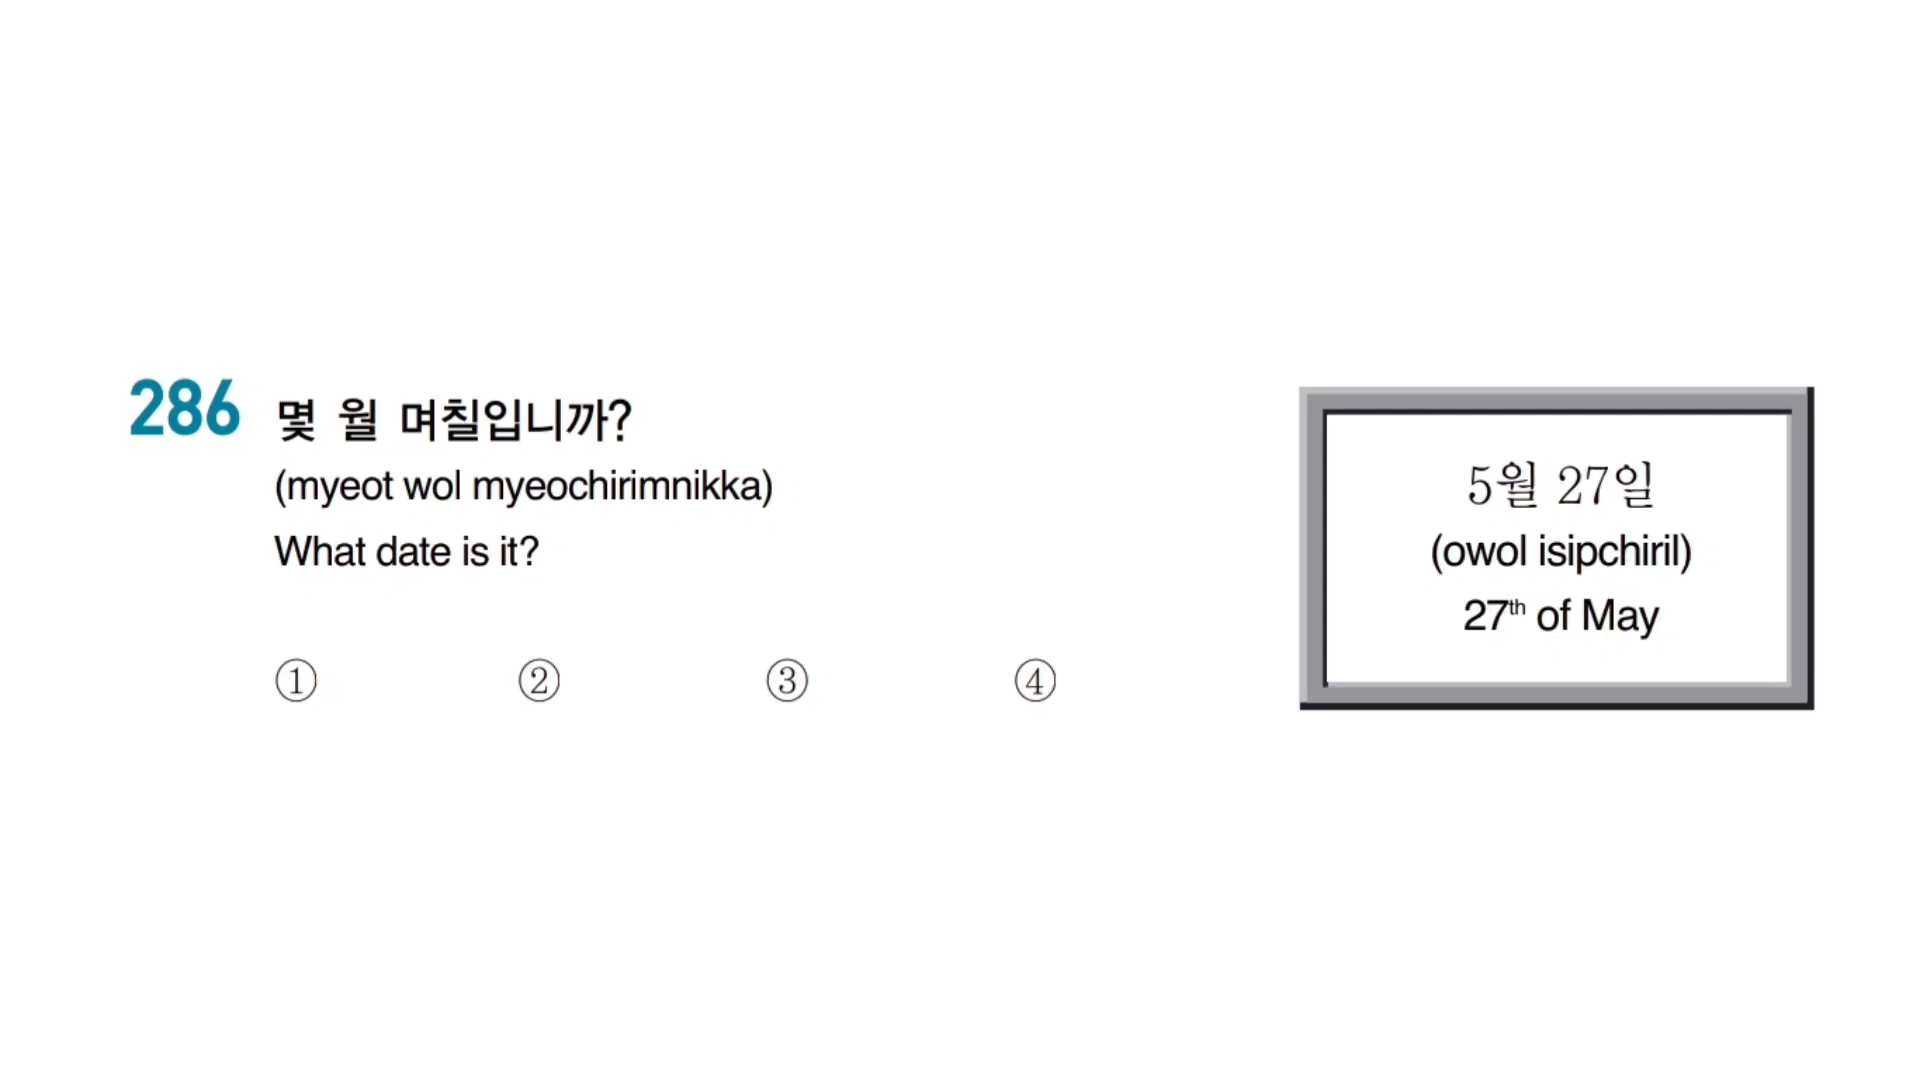 286 몇 월 며칠입니까?
(myeot wol myeochirimnikka)
What date is it?
① ② ③ ④
5월 27일
(owol isipchiril)
27th of May